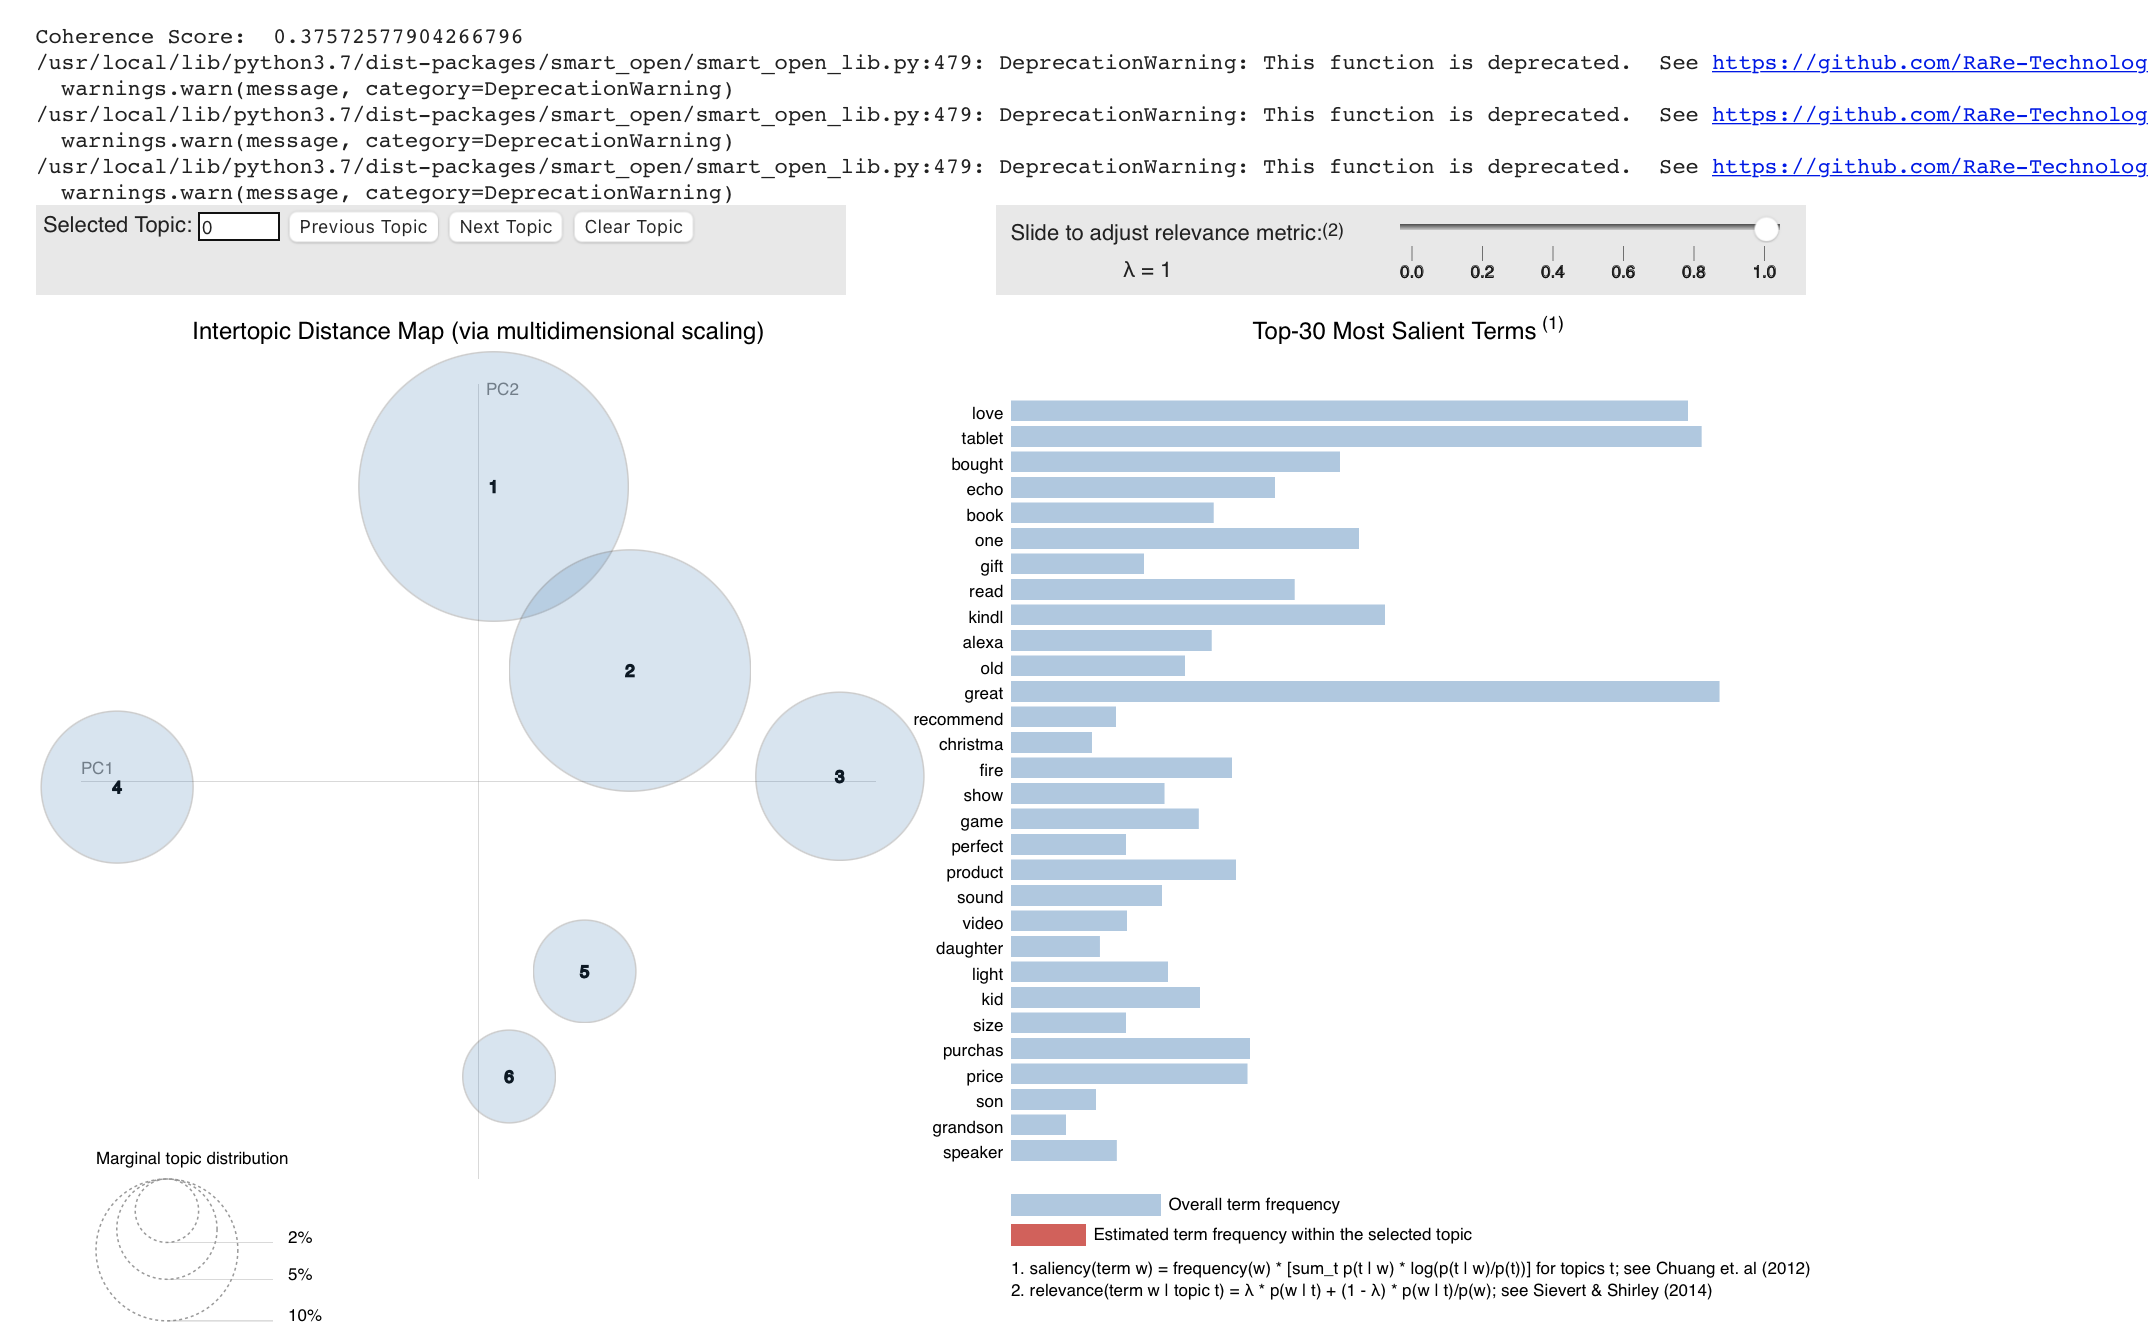 Coherence Score:  0.37572577904266796
/usr/local/lib/python3.7/dist-packages/smart_open/smart_open_lib.py:479: DeprecationWarning: This function is deprecated.  See https://github.com/RaRe-Technolog
warnings.warn(message, category=DeprecationWarning)
/usr/local/lib/python3.7/dist-packages/smart_open/smart_open_lib.py:479: DeprecationWarning: This function is deprecated.  See https://github.com/RaRe-Technolog
warnings.warn(message, category=DeprecationWarning)
/usr/local/lib/python3.7/dist-packages/smart_open/smart_open_lib.py:479: DeprecationWarning: This function is deprecated.  See https://github.com/RaRe-Technolog
warnings.warn(message, category=DeprecationWarning)
Selected Topic: 0 Previous Topic Next Topic Clear Topic
Slide to adjust relevance metric:(2)
λ = 1
0.0 0.2 0.4 0.6 0.8 1.0
Intertopic Distance Map (via multidimensional scaling)
PC2
1
2
3
PC1
4
5
6
Marginal topic distribution
2%
5%
10%
Top-30 Most Salient Terms (1)
love
tablet
bought
echo
book
one
gift
read
kindl
alexa
old
great
recommend
christma
fire
show
game
perfect
product
sound
video
daughter
light
kid
size
purchas
price
son
grandson
speaker
Overall term frequency
Estimated term frequency within the selected topic
1. saliency(term w) = frequency(w) * [sum_t p(t | w) * log(p(t | w)/p(t))] for topics t; see Chuang et. al (2012)
2. relevance(term w | topic t) = λ * p(w | t) + (1 - λ) * p(w | t)/p(w); see Sievert & Shirley (2014)